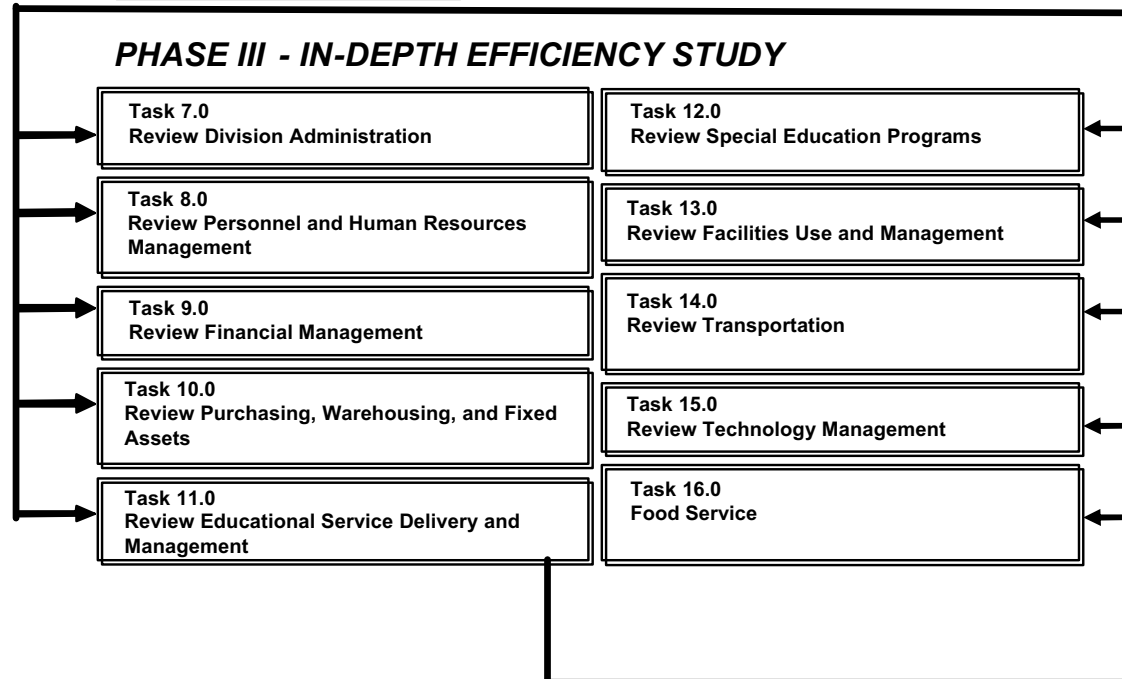 PHASE III - IN-DEPTH EFFICIENCY STUDY
Task 7.0
Review Division Administration
Task 8.0
Review Personnel and Human Resources
Management
Task 9.0
Review Financial Management
Task 10.0
Review Purchasing, Warehousing, and Fixed
Assets
Task 11.0
Review Educational Service Delivery and
Management
Task 12.0
Review Special Education Programs
Task 13.0
Review Facilities Use and Management
Task 14.0
Review Transportation
Task 15.0
Review Technology Management
Task 16.0
Food Service